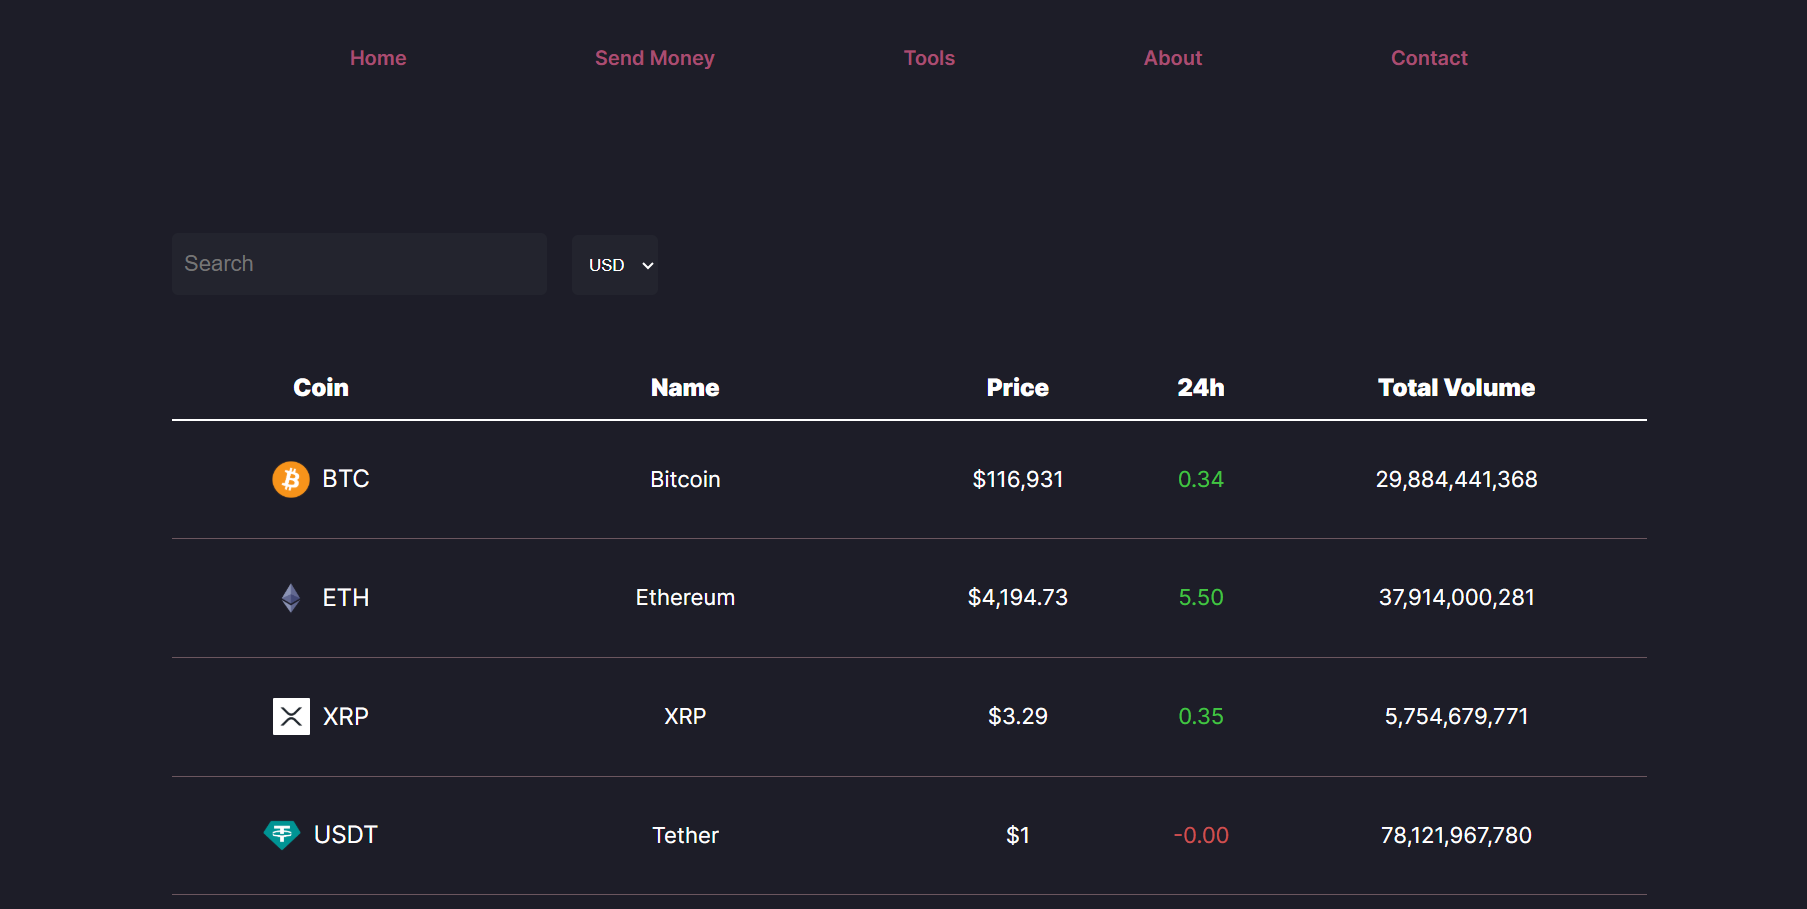 Home Send Money Tools About Contact
Search USD
Coin Name Price 24h Total Volume
BTC Bitcoin $116,931 0.34 29,884,441,368
ETH Ethereum $4,194.73 5.50 37,914,000,281
XRP XRP $3.29 0.35 5,754,679,771
USDT Tether $1 -0.00 78,121,967,780